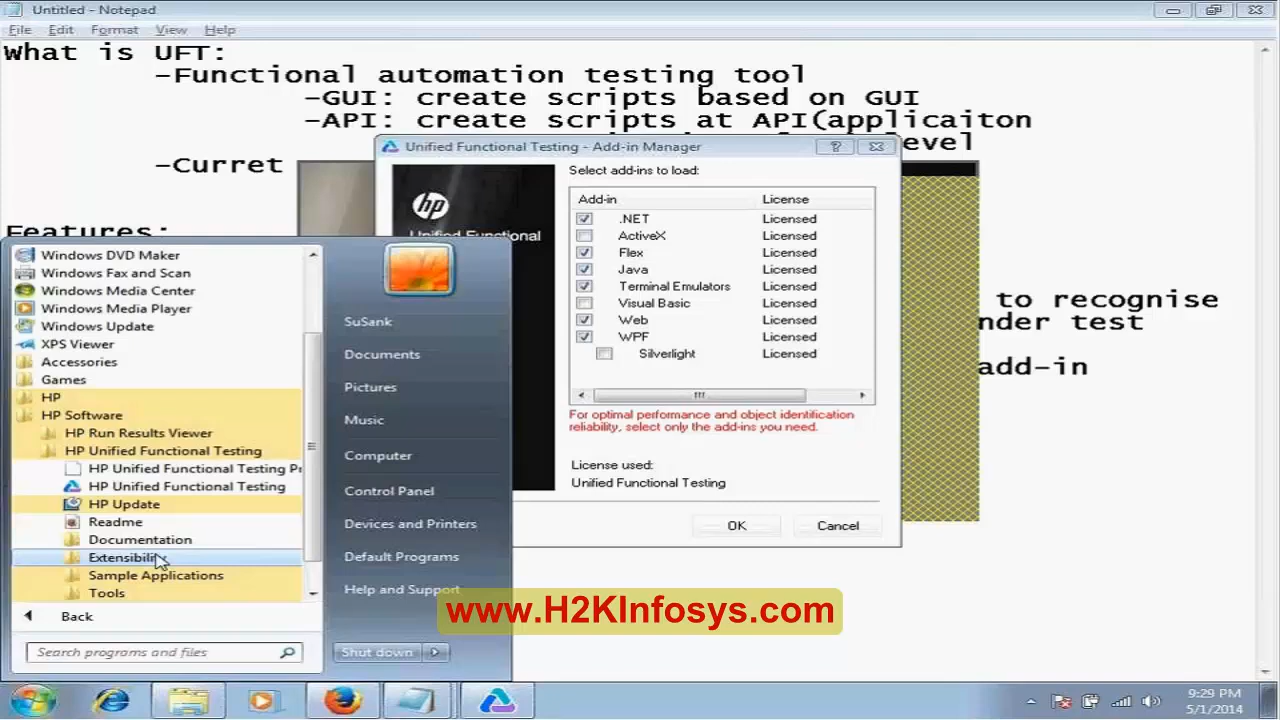 Untitled - Notepad
File Edit Format View Help
What is UFT:
-Functional automation testing tool
-GUI: create scripts based on GUI
-API: create scripts at API(applicaiton
level
-Curret
Features:
to recognise
nder test
add-in
Unified Functional Testing - Add-in Manager
hp
Unified Functional
Select add-ins to load:
Add-in License
.NET Licensed
ActiveX Licensed
Flex Licensed
Java Licensed
Terminal Emulators Licensed
Visual Basic Licensed
Web Licensed
WPF Licensed
Silverlight Licensed
For optimal performance and object identification
reliability, select only the add-ins you need.
License used:
Unified Functional Testing
OK Cancel
Windows DVD Maker
Windows Fax and Scan
Windows Media Center
Windows Media Player
Windows Update
XPS Viewer
Accessories
Games
HP
HP Software
HP Run Results Viewer
HP Unified Functional Testing
HP Unified Functional Testing Pr
HP Unified Functional Testing
HP Update
Readme
Documentation
Extensibility
Sample Applications
Tools
Back
Search programs and files
SuSank
Documents
Pictures
Music
Computer
Control Panel
Devices and Printers
Default Programs
Help and Support
Shut down
www.H2KInfosys.com
9:29 PM
5/1/2014